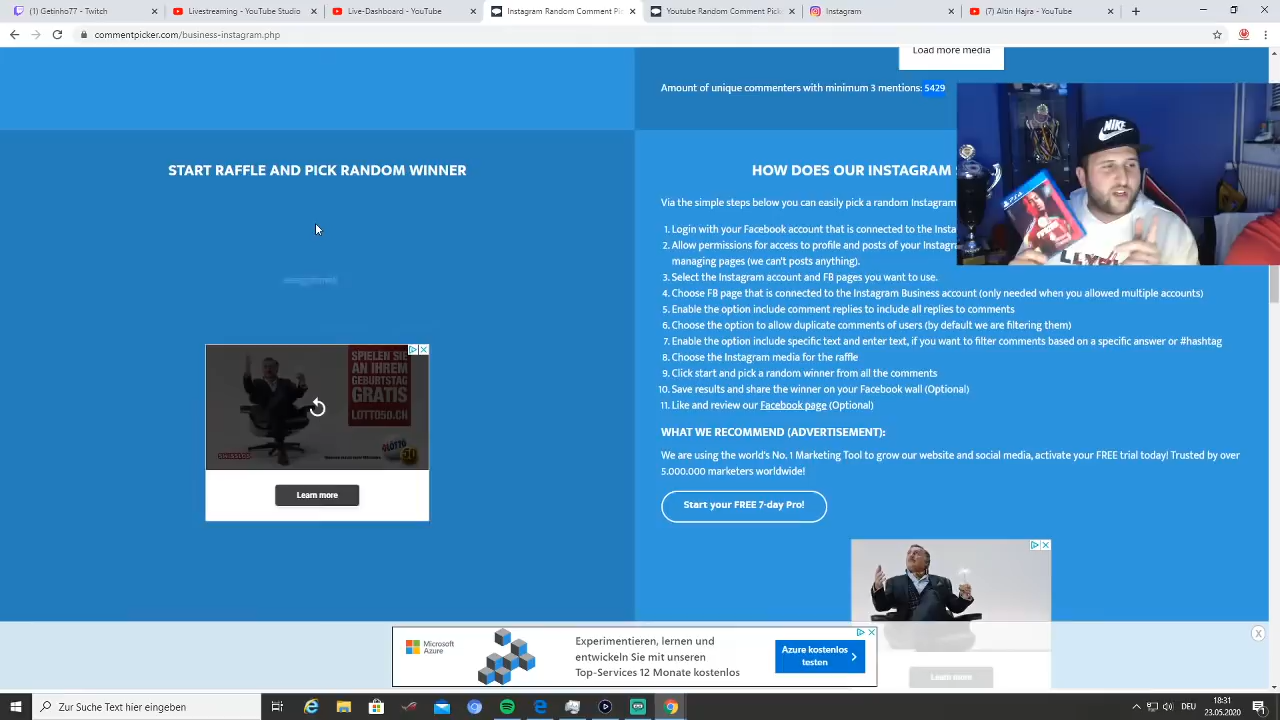 (1) Getinho77 - Twitch
Livestreaming - YouTube Studio
Live-Dashboard - YouTube
Instagram Random Comment Pic
Youtube Random Comment Pick
Instagram
(7) Altin Hajra - YouTube
commentpicker.com/business-instagram.php
Load more media
Amount of unique commenters with minimum 3 mentions: 5429
START RAFFLE AND PICK RANDOM WINNER
HOW DOES OUR INSTAGRAM
Via the simple steps below you can easily pick a random Instagram
1. Login with your Facebook account that is connected to the Insta
2. Allow permissions for access to profile and posts of your Instagr
managing pages (we can't posts anything).
3. Select the Instagram account and FB pages you want to use.
4. Choose FB page that is connected to the Instagram Business account (only needed when you allowed multiple accounts)
5. Enable the option include comment replies to include all replies to comments
6. Choose the option to allow duplicate comments of users (by default we are filtering them)
7. Enable the option include specific text and enter text, if you want to filter comments based on a specific answer or #hashtag
8. Choose the Instagram media for the raffle
9. Click start and pick a random winner from all the comments
10. Save results and share the winner on your Facebook wall (Optional)
11. Like and review our Facebook page (Optional)
WHAT WE RECOMMEND (ADVERTISEMENT):
We are using the world's No. 1 Marketing Tool to grow our website and social media, activate your FREE trial today! Trusted by over
5.000.000 marketers worldwide!
Start your FREE 7-day Pro!
NIKE
PS4
SPIELEN SIE
AN IHREM
GEBURTSTAG
GRATIS
LOTTO50.CH
SWISSLOS
Learn more
Learn more
Microsoft
Azure
Experimentieren, lernen und
entwickeln Sie mit unseren
Top-Services 12 Monate kostenlos
Azure kostenlos
testen
Zur Suche Text hier eingeben
DEU
18:31
23.05.2020